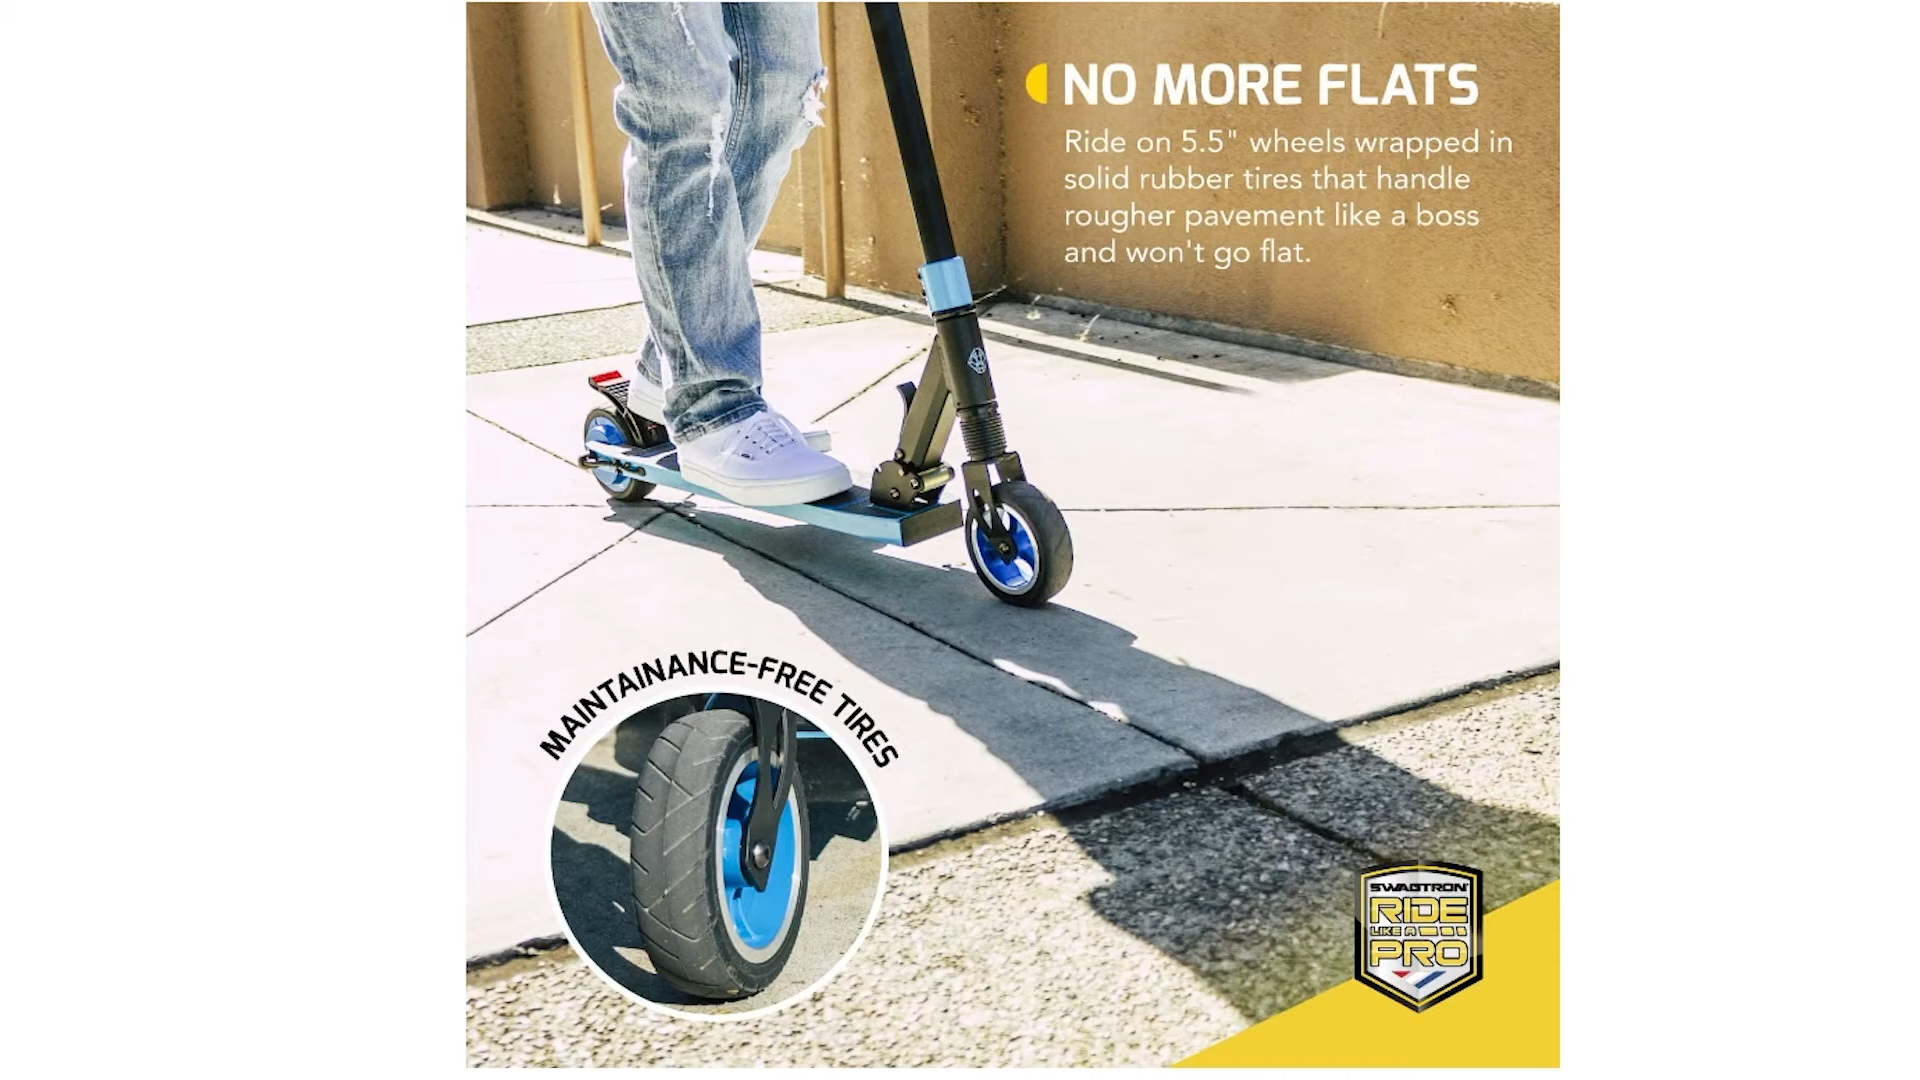 NO MORE FLATS
Ride on 5.5" wheels wrapped in
solid rubber tires that handle
rougher pavement like a boss
and won't go flat.
MAINTAINANCE-FREE TIRES
SWAGTRON
RIDE
LIKE A
PRO